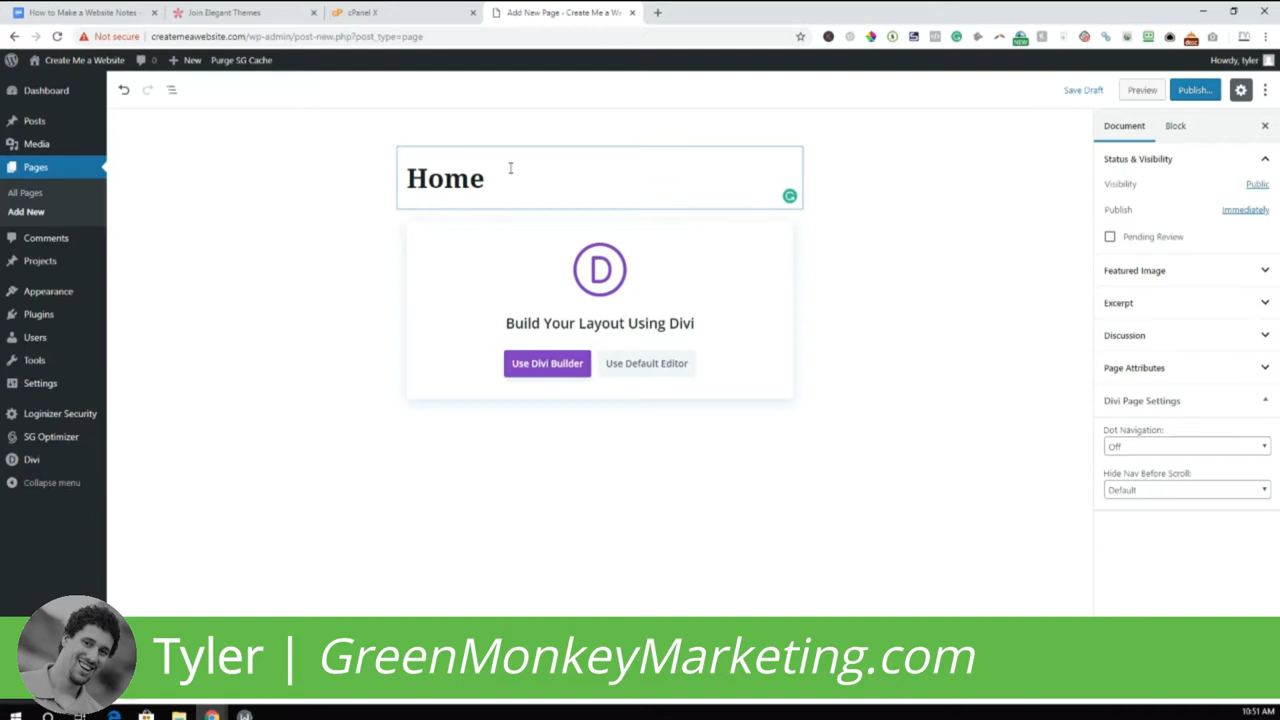 How to Make a Website Notes -
Join Elegant Themes
cP cPanel X
Add New Page ‹ Create Me a We
Not secure createmeawebsite.com/wp-admin/post-new.php?post_type=page
NEW
Create Me a Website 0 New Purge SG Cache Howdy, tyler
Save Draft Preview Publish...
Dashboard
Posts
Media
Pages
All Pages
Add New
Comments
Projects
Appearance
Plugins
Users
Tools
Settings
Loginizer Security
SG Optimizer
Divi
Collapse menu
Home
D
Build Your Layout Using Divi
Use Divi Builder Use Default Editor
Document Block
Status & Visibility
Visibility Public
Publish Immediately
Pending Review
Featured Image
Excerpt
Discussion
Page Attributes
Divi Page Settings
Dot Navigation:
Off
Hide Nav Before Scroll:
Default
Tyler | GreenMonkeyMarketing.com
10:51 AM